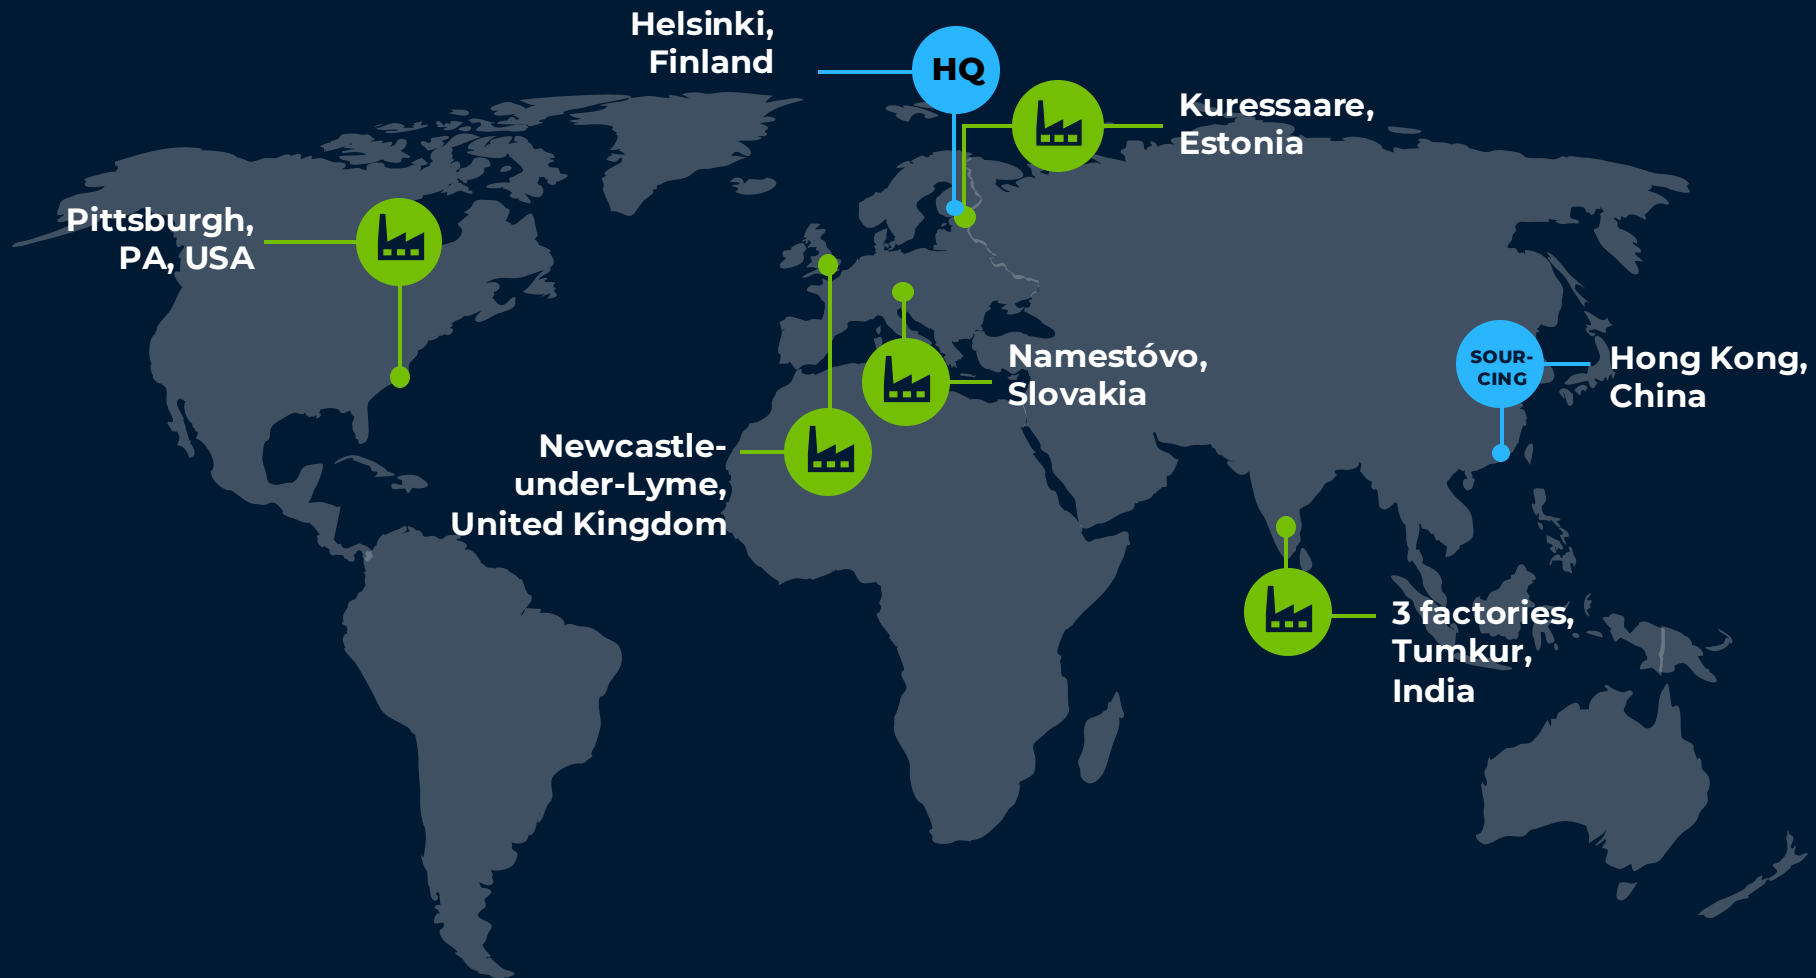 Helsinki,
Finland
HQ
Kuressaare,
Estonia
Pittsburgh,
PA, USA
Namestóvo,
Slovakia
SOUR-
CING
Hong Kong,
China
Newcastle-
under-Lyme,
United Kingdom
3 factories,
Tumkur,
India